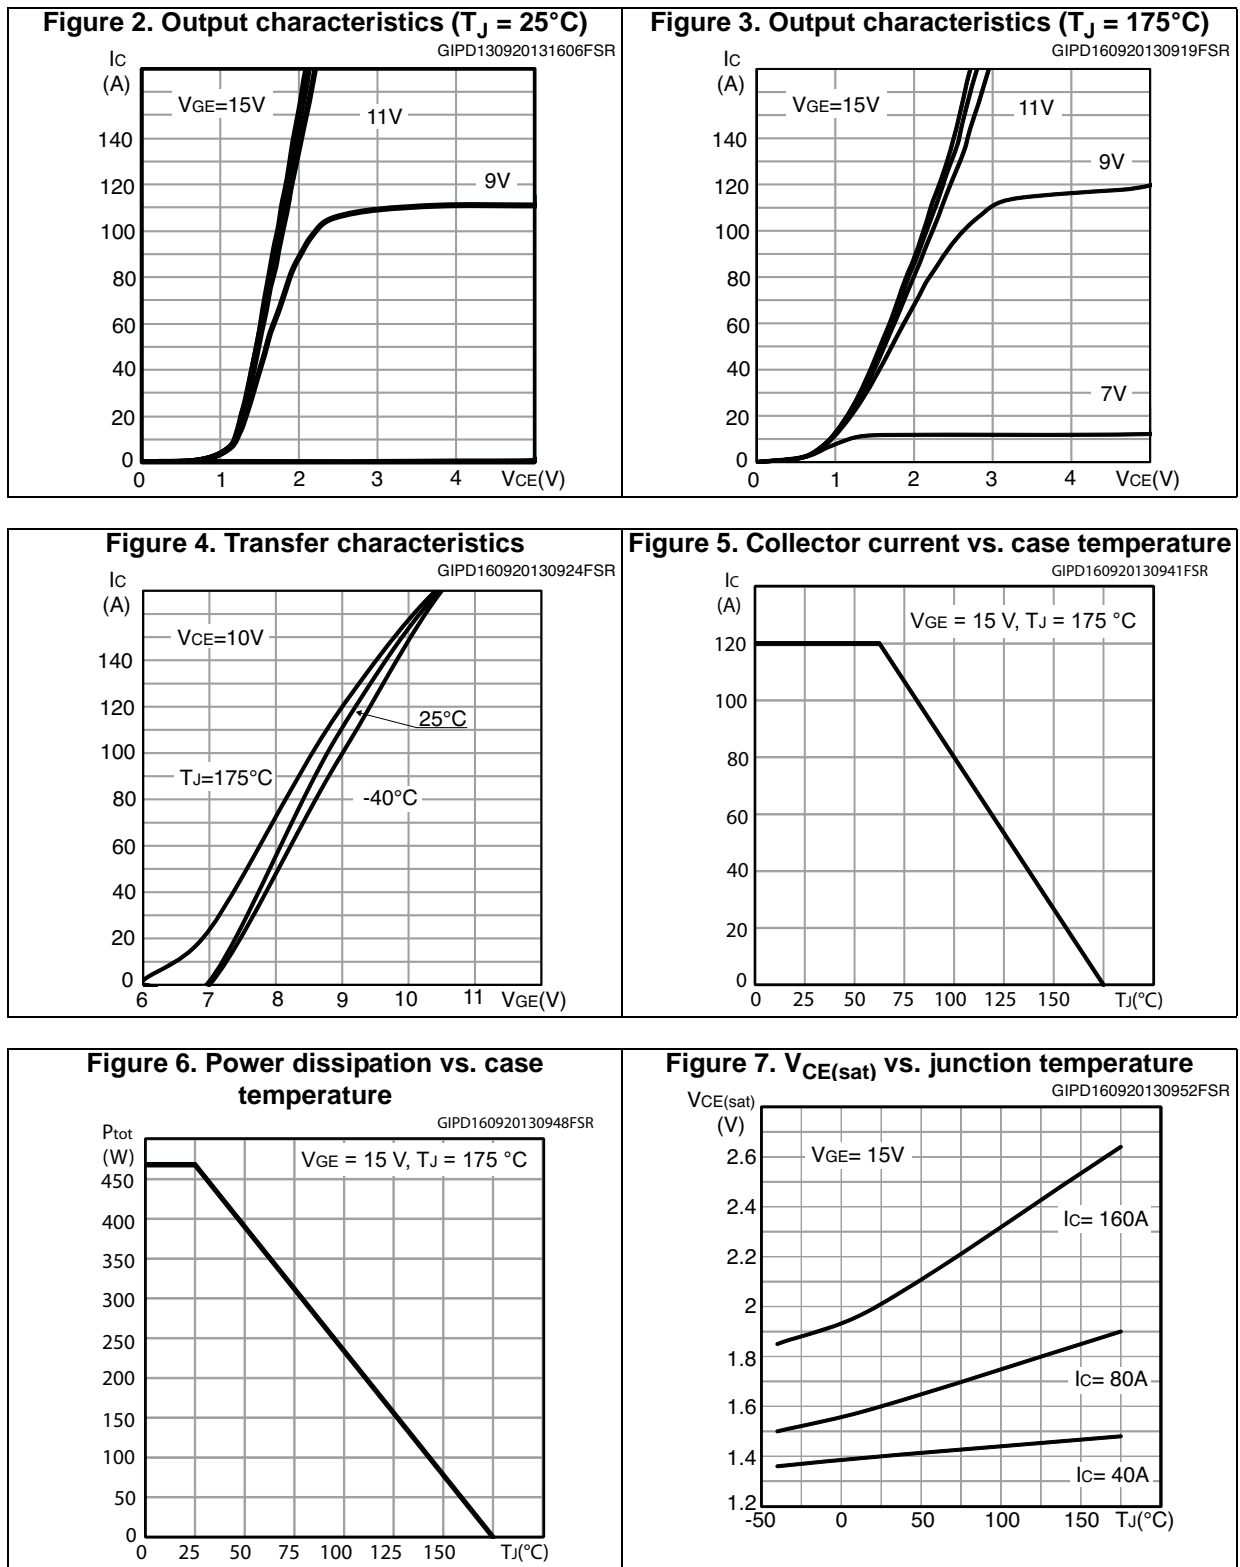 Figure 2. Output characteristics (TJ = 25°C)
GIPD130920131606FSR
IC
(A)
VGE=15V
11V
9V
140
120
100
80
60
40
20
0
0 1 2 3 4 VCE(V)
Figure 3. Output characteristics (TJ = 175°C)
GIPD160920130919FSR
IC
(A)
VGE=15V
11V
9V
7V
140
120
100
80
60
40
20
0
0 1 2 3 4 VCE(V)
Figure 4. Transfer characteristics
GIPD160920130924FSR
IC
(A)
VCE=10V
25°C
TJ=175°C
-40°C
140
120
100
80
60
40
20
0
6 7 8 9 10 11 VGE(V)
Figure 5. Collector current vs. case temperature
GIPD160920130941FSR
IC
(A)
VGE = 15 V, TJ = 175 °C
120
100
80
60
40
20
0
0 25 50 75 100 125 150 TJ(°C)
Figure 6. Power dissipation vs. case
temperature
GIPD160920130948FSR
Ptot
(W)
VGE = 15 V, TJ = 175 °C
450
400
350
300
250
200
150
100
50
0
0 25 50 75 100 125 150 TJ(°C)
Figure 7. VCE(sat) vs. junction temperature
GIPD160920130952FSR
VCE(sat)
(V)
VGE= 15V
IC= 160A
IC= 80A
IC= 40A
2.6
2.4
2.2
2
1.8
1.6
1.4
1.2
-50 0 50 100 150 TJ(°C)